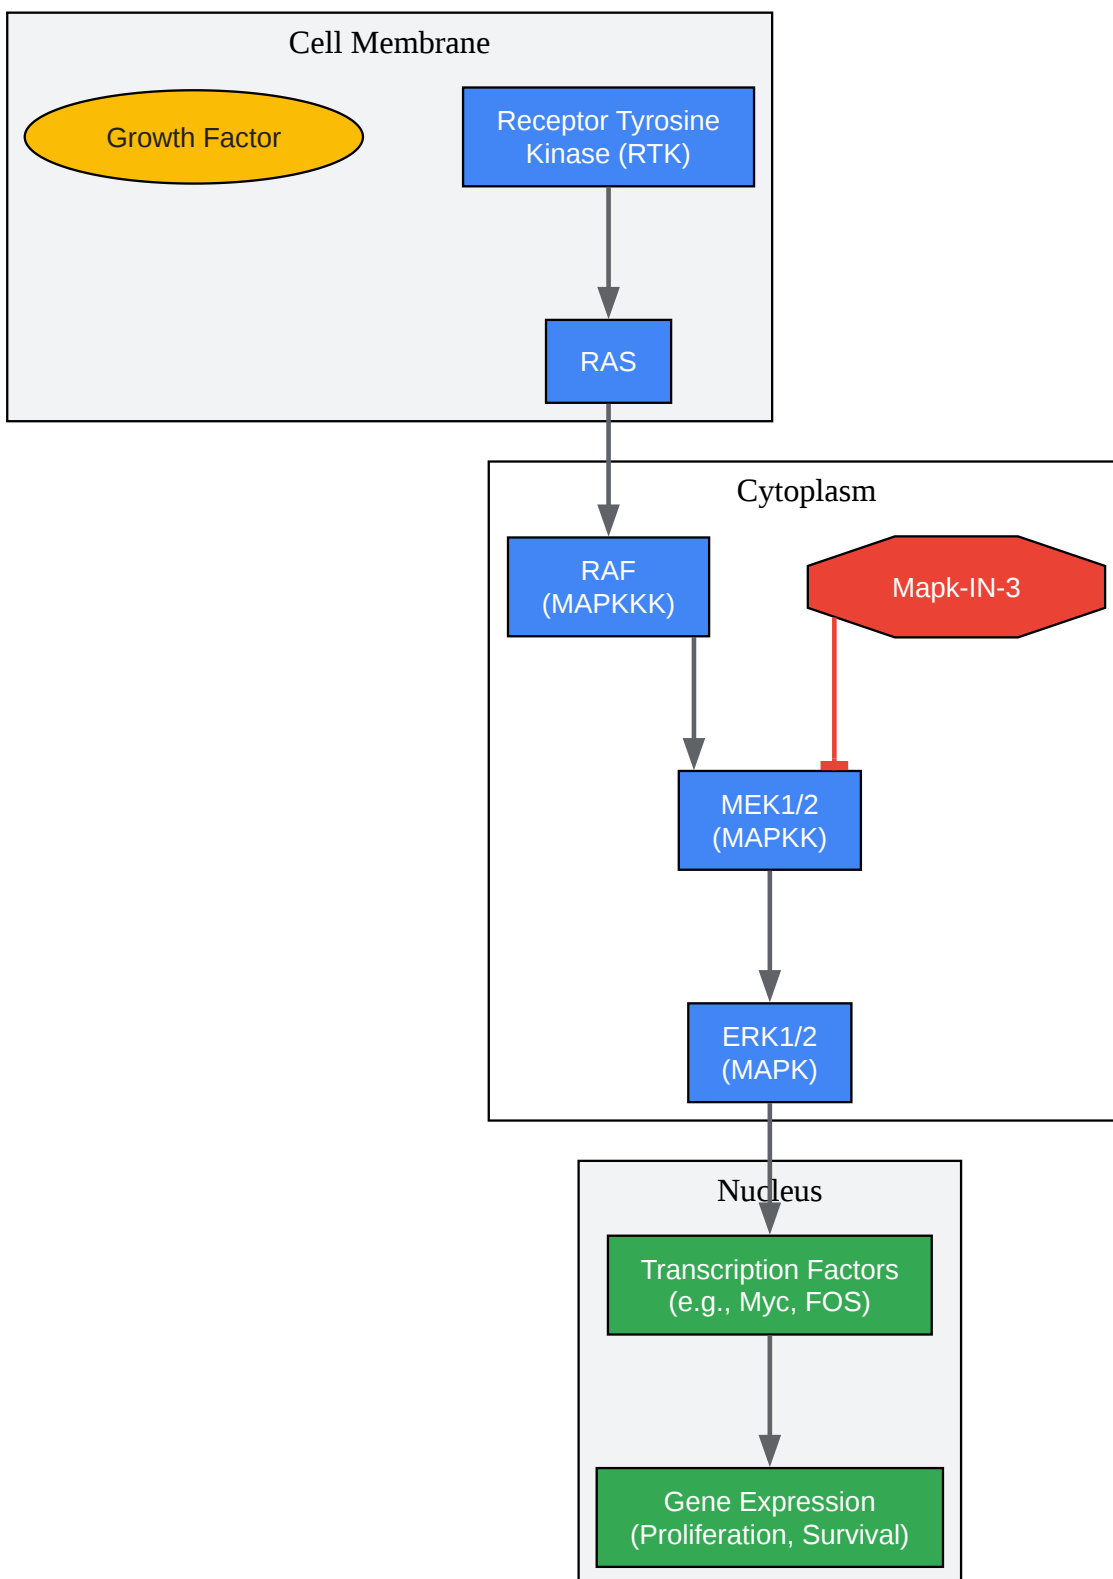 Cell Membrane
Growth Factor
Receptor Tyrosine
Kinase (RTK)
RAS
Cytoplasm
RAF
(MAPKKK)
Mapk-IN-3
MEK1/2
(MAPKK)
ERK1/2
(MAPK)
Nucleus
Transcription Factors
(e.g., Myc, FOS)
Gene Expression
(Proliferation, Survival)